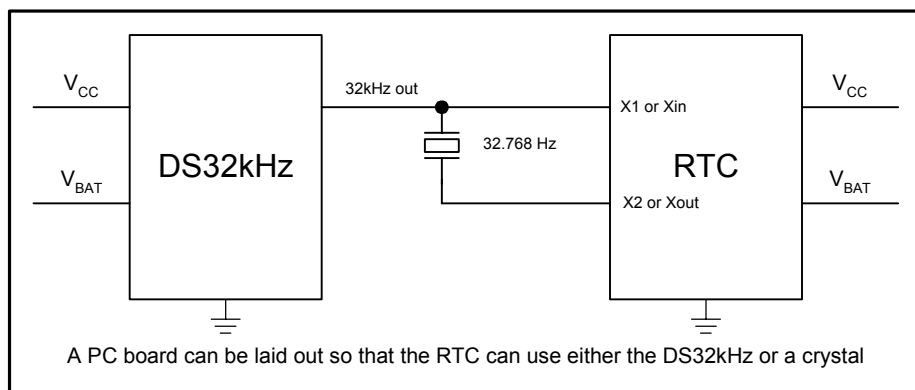 V_CC
V_BAT
DS32kHz
32kHz out
32.768 Hz
X1 or Xin
RTC
X2 or Xout
V_CC
V_BAT
A PC board can be laid out so that the RTC can use either the DS32kHz or a crystal